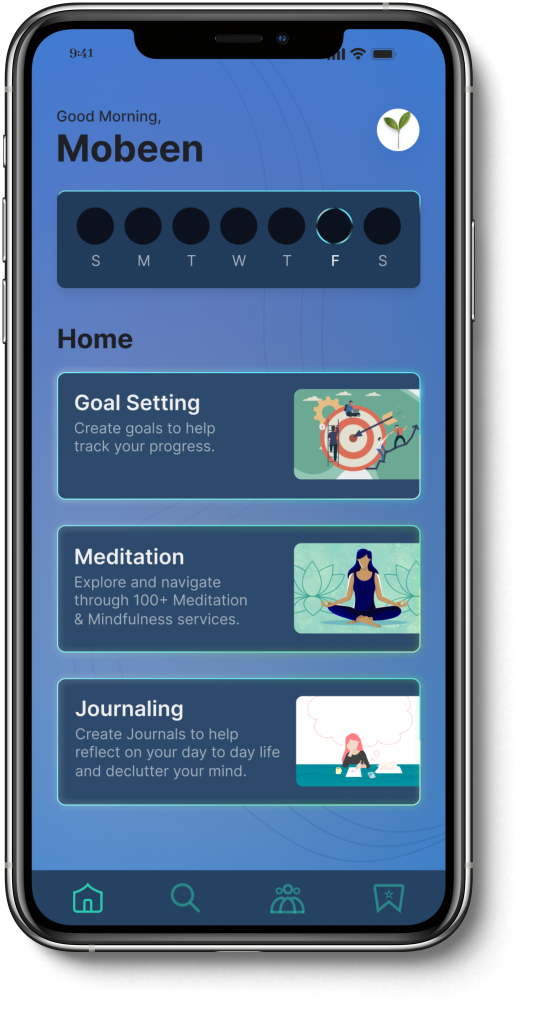 9:41
Good Morning,
Mobeen
S M T W T F S
Home
Goal Setting
Create goals to help
track your progress.
Meditation
Explore and navigate
through 100+ Meditation
& Mindfulness services.
Journaling
Create Journals to help
reflect on your day to day life
and declutter your mind.